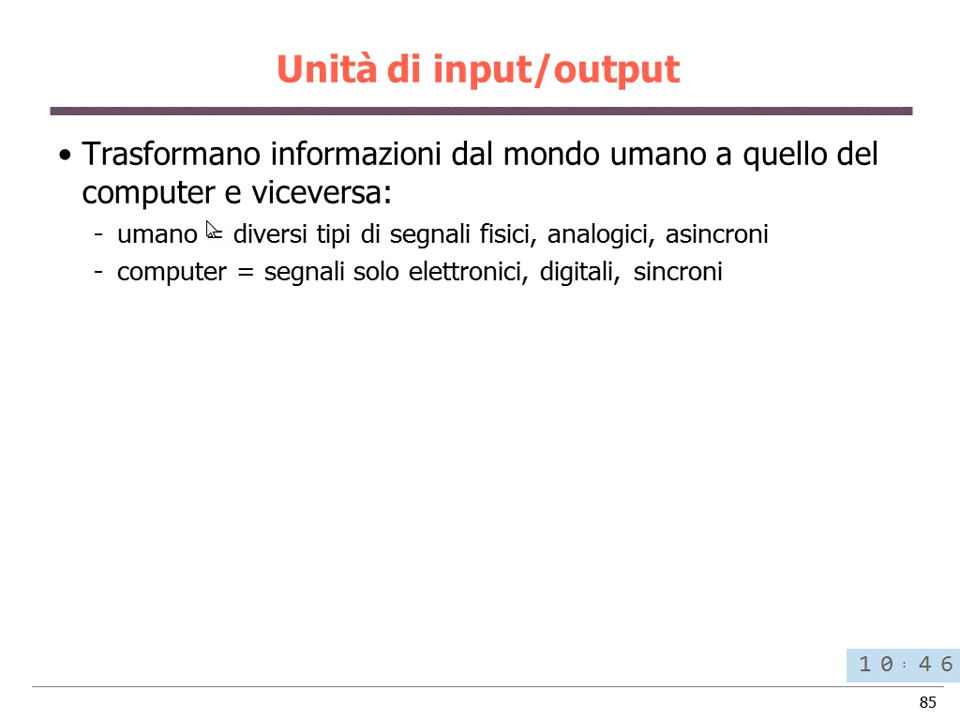 Unità di input/output
• Trasformano informazioni dal mondo umano a quello del
computer e viceversa:
- umano = diversi tipi di segnali fisici, analogici, asincroni
- computer = segnali solo elettronici, digitali, sincroni
10:46
85